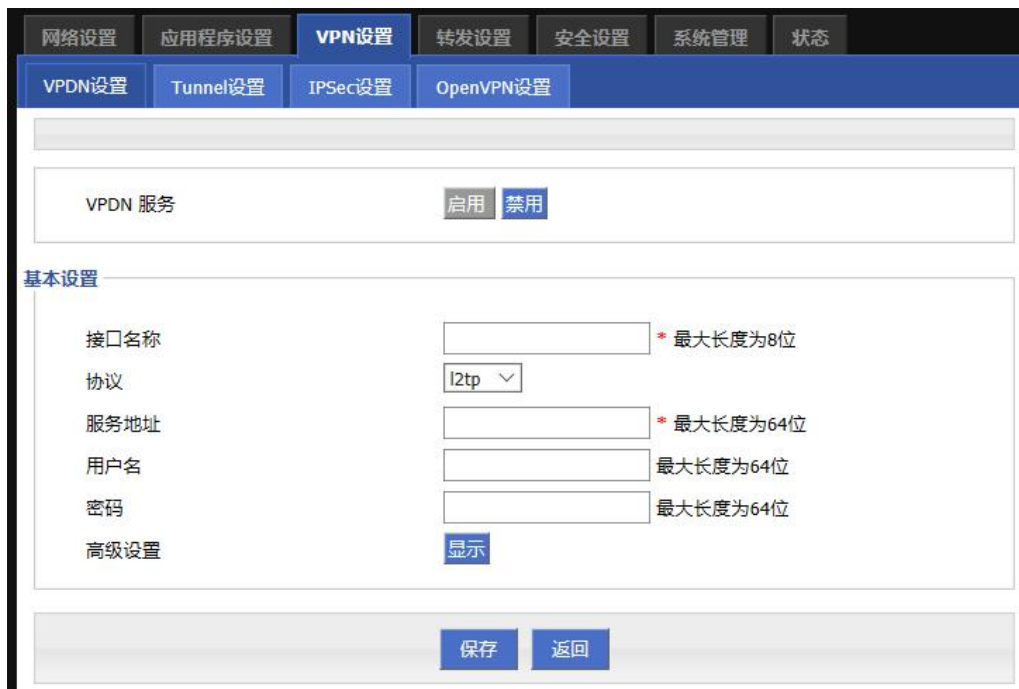 网络设置 应用程序设置 VPN设置 转发设置 安全设置 系统管理 状态
VPDN设置 Tunnel设置 IPSec设置 OpenVPN设置
VPDN 服务 启用 禁用
基本设置
接口名称 * 最大长度为8位
协议 l2tp
服务地址 * 最大长度为64位
用户名 最大长度为64位
密码 最大长度为64位
高级设置 显示
保存 返回